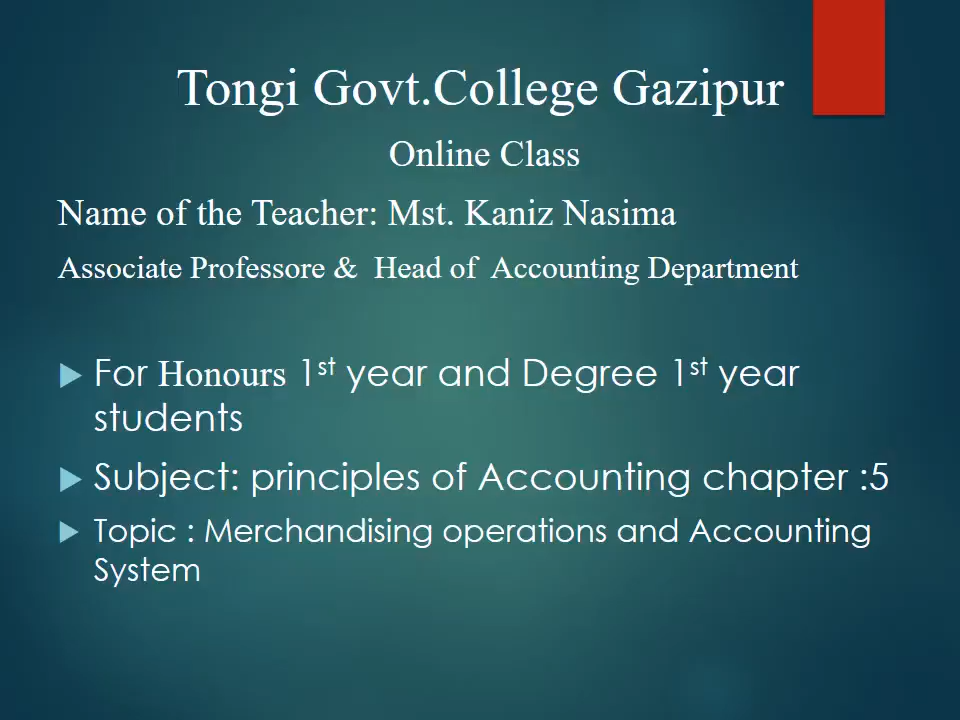 Tongi Govt.College Gazipur
Online Class
Name of the Teacher: Mst. Kaniz Nasima
Associate Professore & Head of Accounting Department
For Honours 1st year and Degree 1st year
students
Subject: principles of Accounting chapter :5
Topic : Merchandising operations and Accounting
System